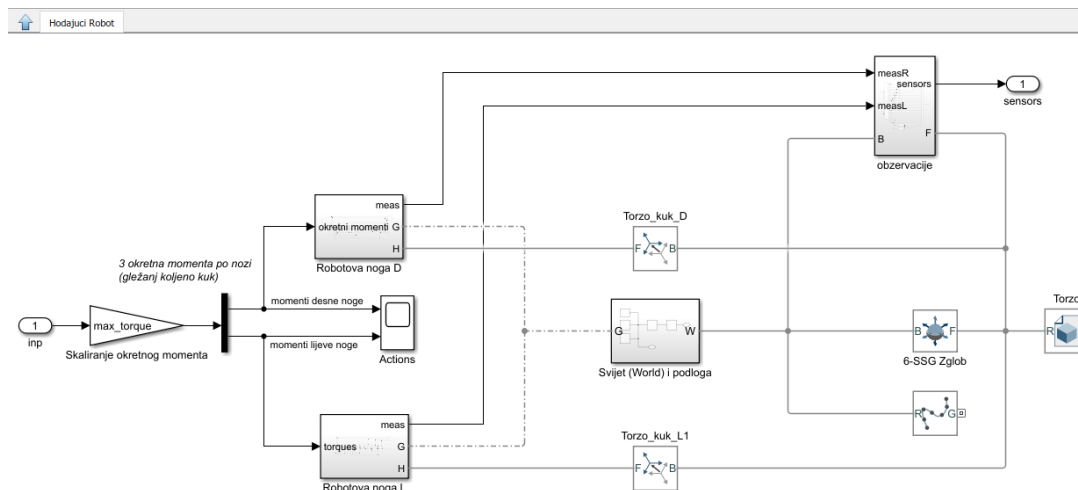 Hodajuci Robot
measR
sensors
measL
B
F
obzervacije
1
sensors
meas
okretni momenti G
H
Robotova noga D
Torzo_kuk_D
F B
3 okretna momenta po nozi
(gležanj koljeno kuk)
momenti desne noge
momenti lijeve noge
Actions
1
inp
max_torque
Skaliranje okretnog momenta
G W
Svijet (World) i podloga
B F
6-SSG Zglob
Torzo
R
R G
meas
torques G
H
Robotova noga L
Torzo_kuk_L1
F B